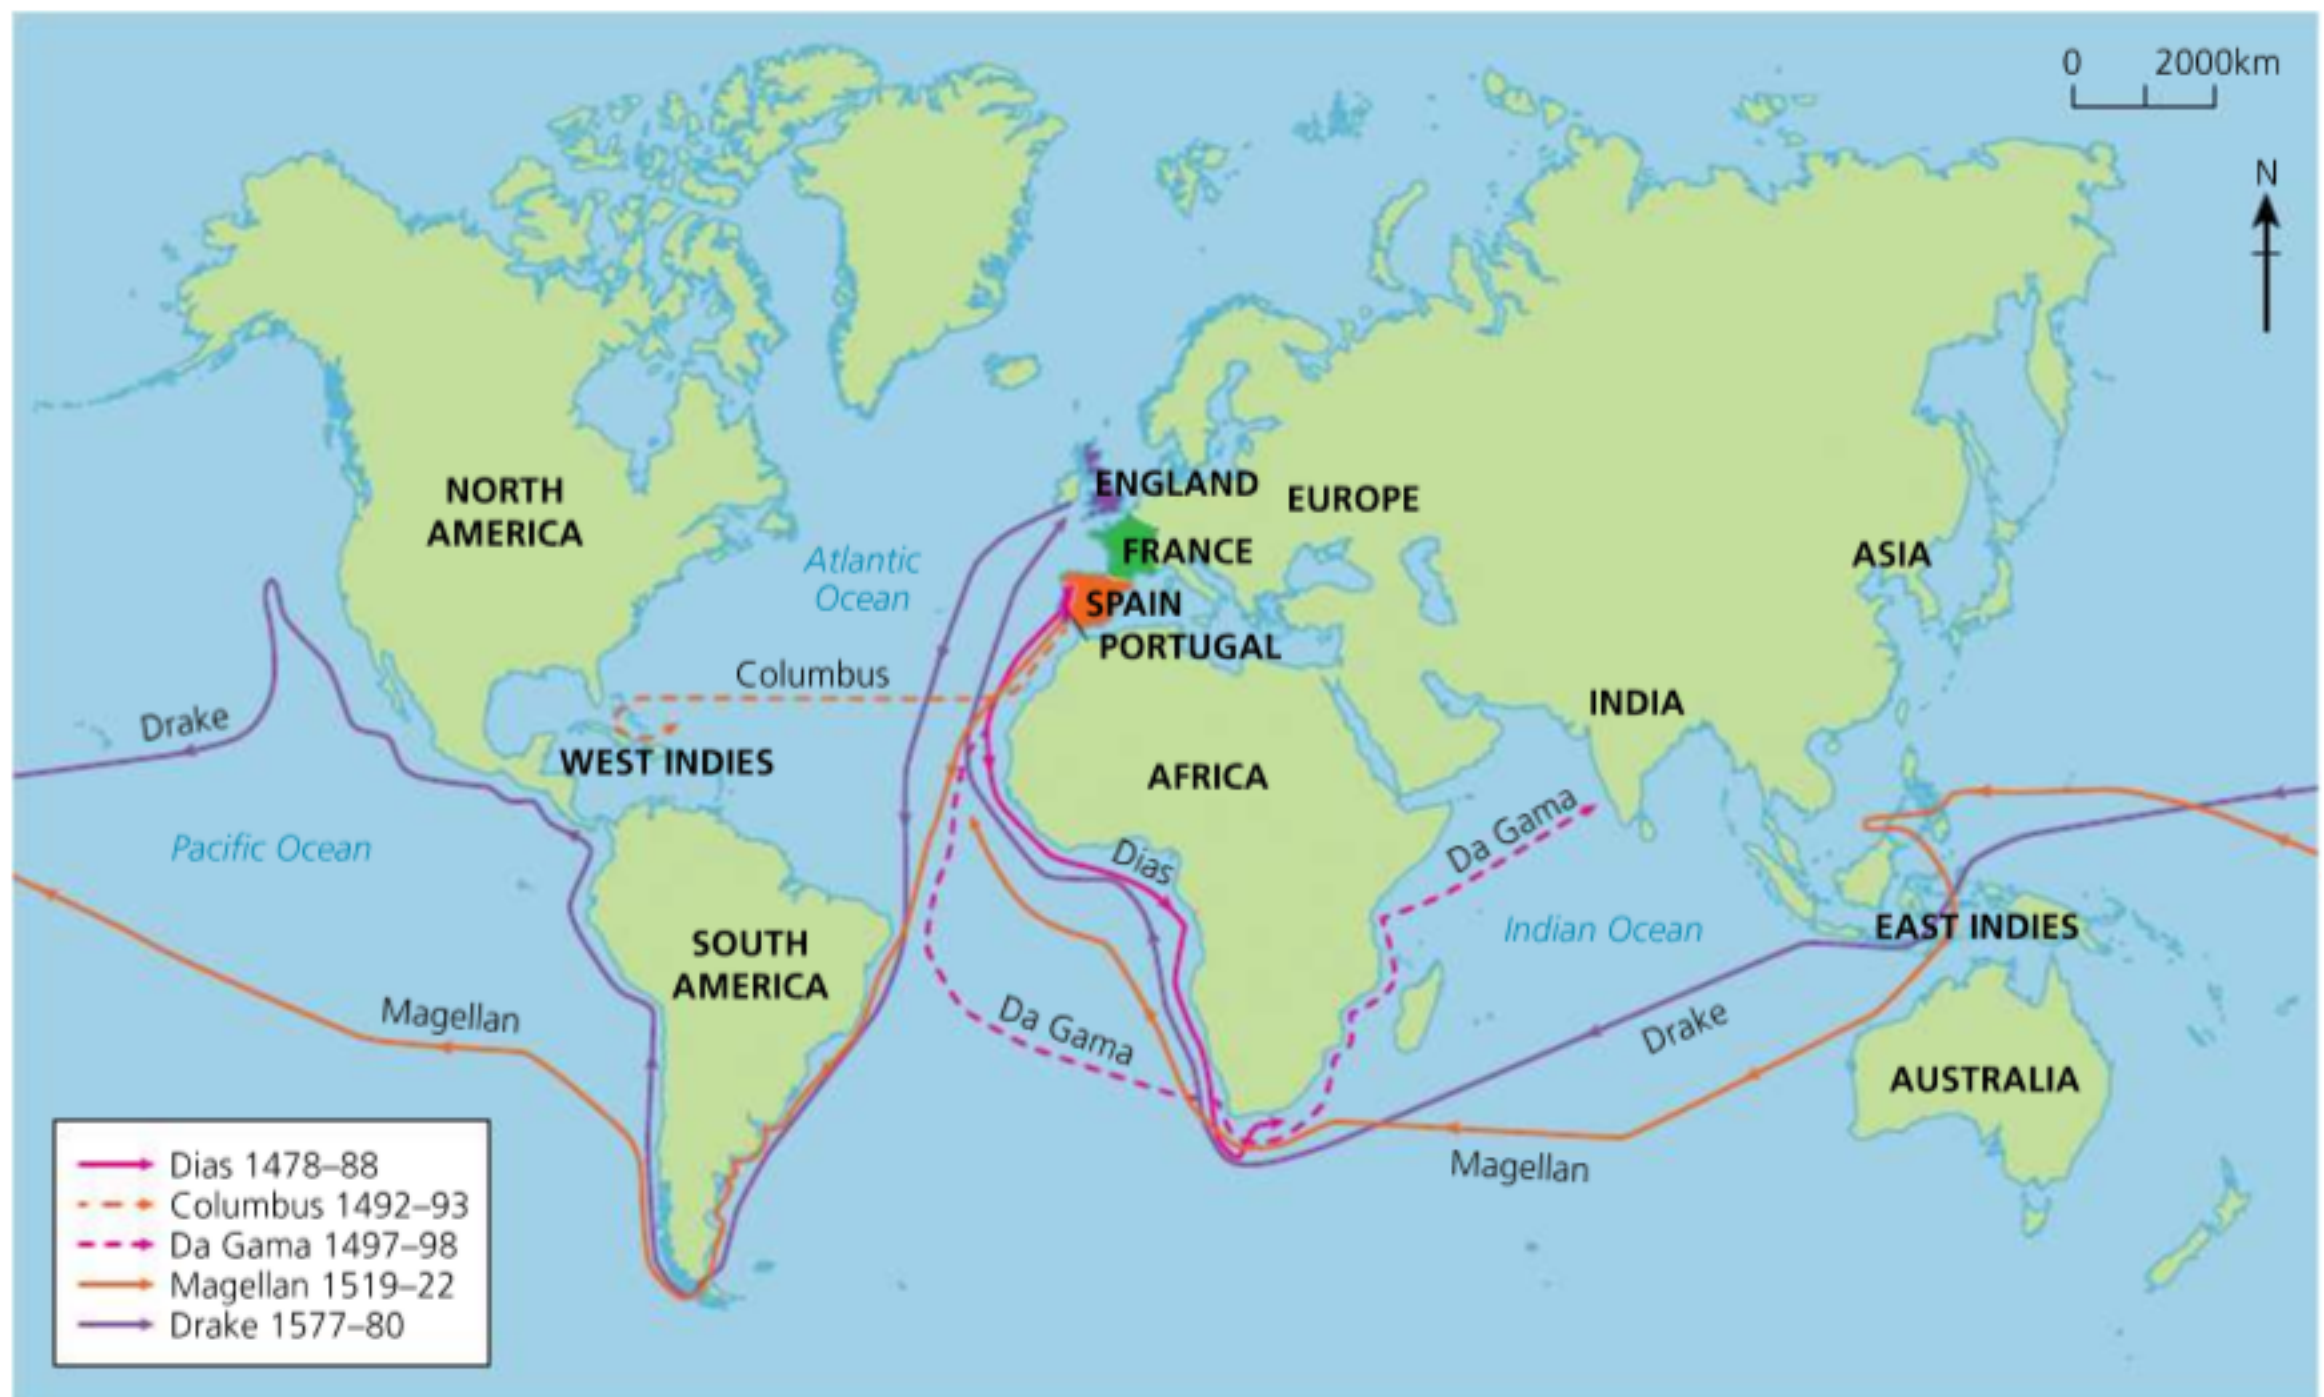 0 2000km
N
NORTH
AMERICA
Atlantic
Ocean
ENGLAND
EUROPE
FRANCE
SPAIN
PORTUGAL
ASIA
Columbus
Drake
WEST INDIES
INDIA
AFRICA
Pacific Ocean
Dias
Da Gama
Indian Ocean
EAST INDIES
SOUTH
AMERICA
Magellan
Da Gama
Drake
AUSTRALIA
Magellan
Dias 1478–88
Columbus 1492–93
Da Gama 1497–98
Magellan 1519–22
Drake 1577–80